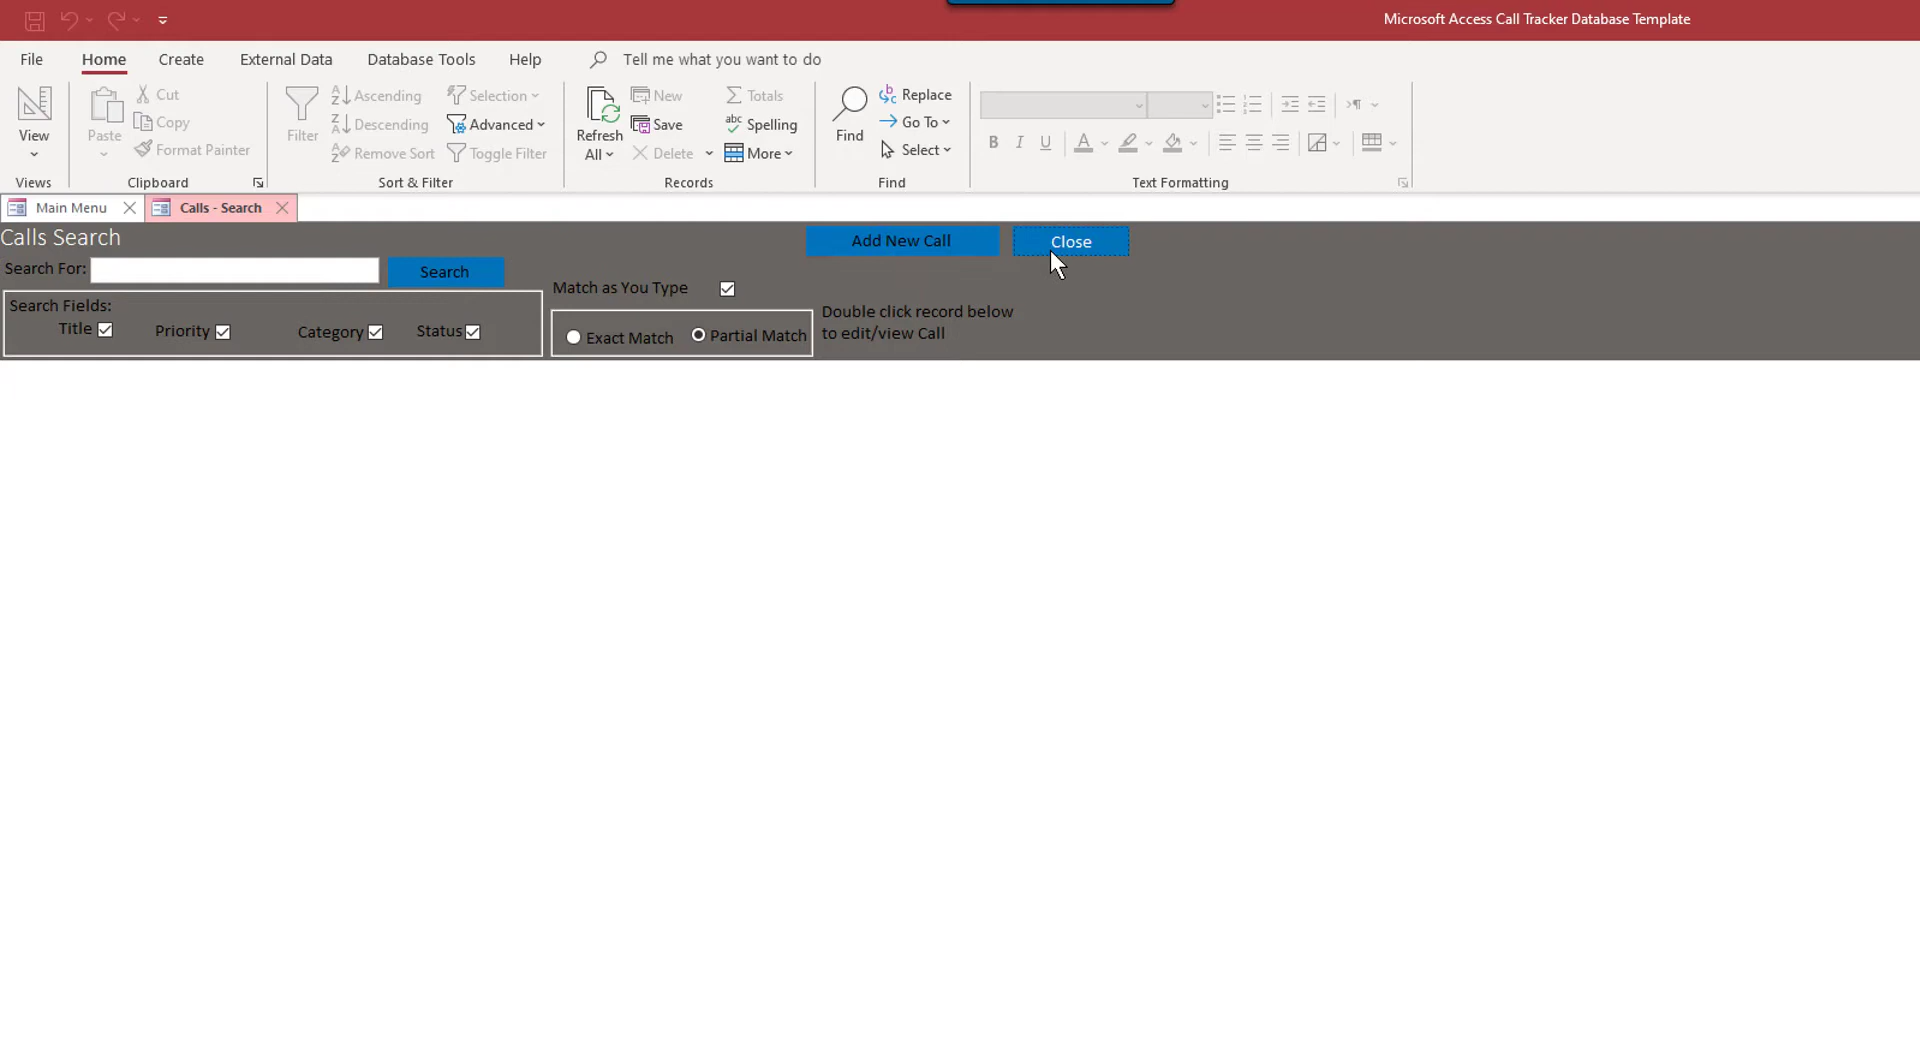 Microsoft Access Call Tracker Database Template
File Home Create External Data Database Tools Help Tell me what you want to do
View
Views
Paste
Cut
Copy
Format Painter
Clipboard
Filter
Ascending
Descending
Remove Sort
Selection
Advanced
Toggle Filter
Sort & Filter
Refresh
All
New
Save
Delete
Totals
Spelling
More
Records
Find
Replace
Go To
Select
Find
B I U
Text Formatting
Main Menu
Calls - Search
Calls Search
Add New Call
Close
Search For:
Search
Match as You Type
Search Fields:
Title
Priority
Category
Status
Exact Match
Partial Match
Double click record below
to edit/view Call